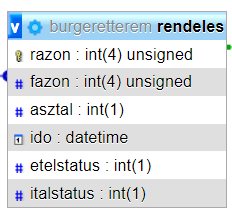 v burgeretterem rendeles
razon : int(4) unsigned
# fazon : int(4) unsigned
# asztal : int(1)
ido : datetime
# etelstatus : int(1)
# italstatus : int(1)